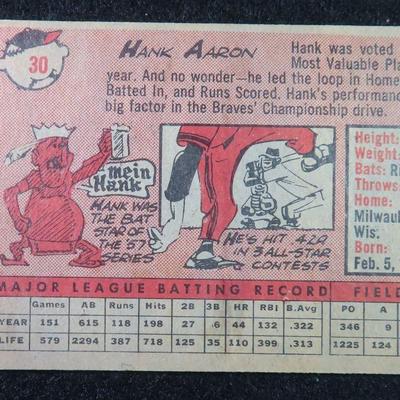 30
HANK AARON
Hank was voted
Most Valuable Pla
year. And no wonder—he led the loop in Home
Batted In, and Runs Scored. Hank's performanc
big factor in the Braves' Championship drive.
Mein
Hank
HANK WAS THE
BAT
STAR OF
THE '57
SERIES
HE'S HIT .429
IN 3 ALL-STAR
CONTESTS
Height:
Weight:
Bats: Ri
Throws:
Home:
Milwauk
Wis.
Born:
Feb. 5,
MAJOR LEAGUE BATTING RECORD FIELD
Games AB Runs Hits 2B 3B H.R. RBI B.Avg. PO A
YEAR 151 615 118 198 27 6 44 132 .322 346 9
LIFE 579 2294 387 718 125 35 110 399 .313 1225 124